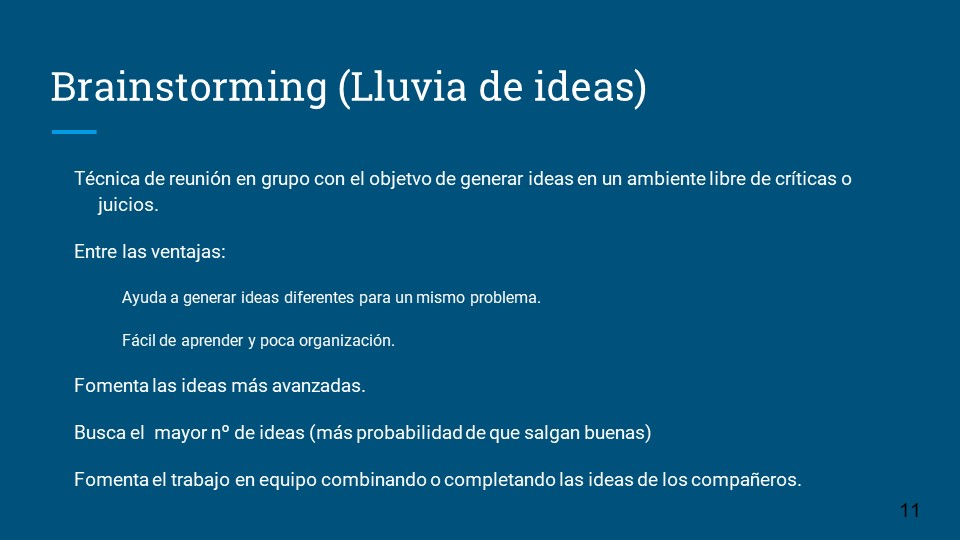 Brainstorming (Lluvia de ideas)
Técnica de reunión en grupo con el objetvo de generar ideas en un ambiente libre de críticas o
juicios.
Entre las ventajas:
Ayuda a generar ideas diferentes para un mismo problema.
Fácil de aprender y poca organización.
Fomenta las ideas más avanzadas.
Busca el  mayor nº de ideas (más probabilidad de que salgan buenas)
Fomenta el trabajo en equipo combinando o completando las ideas de los compañeros.
11